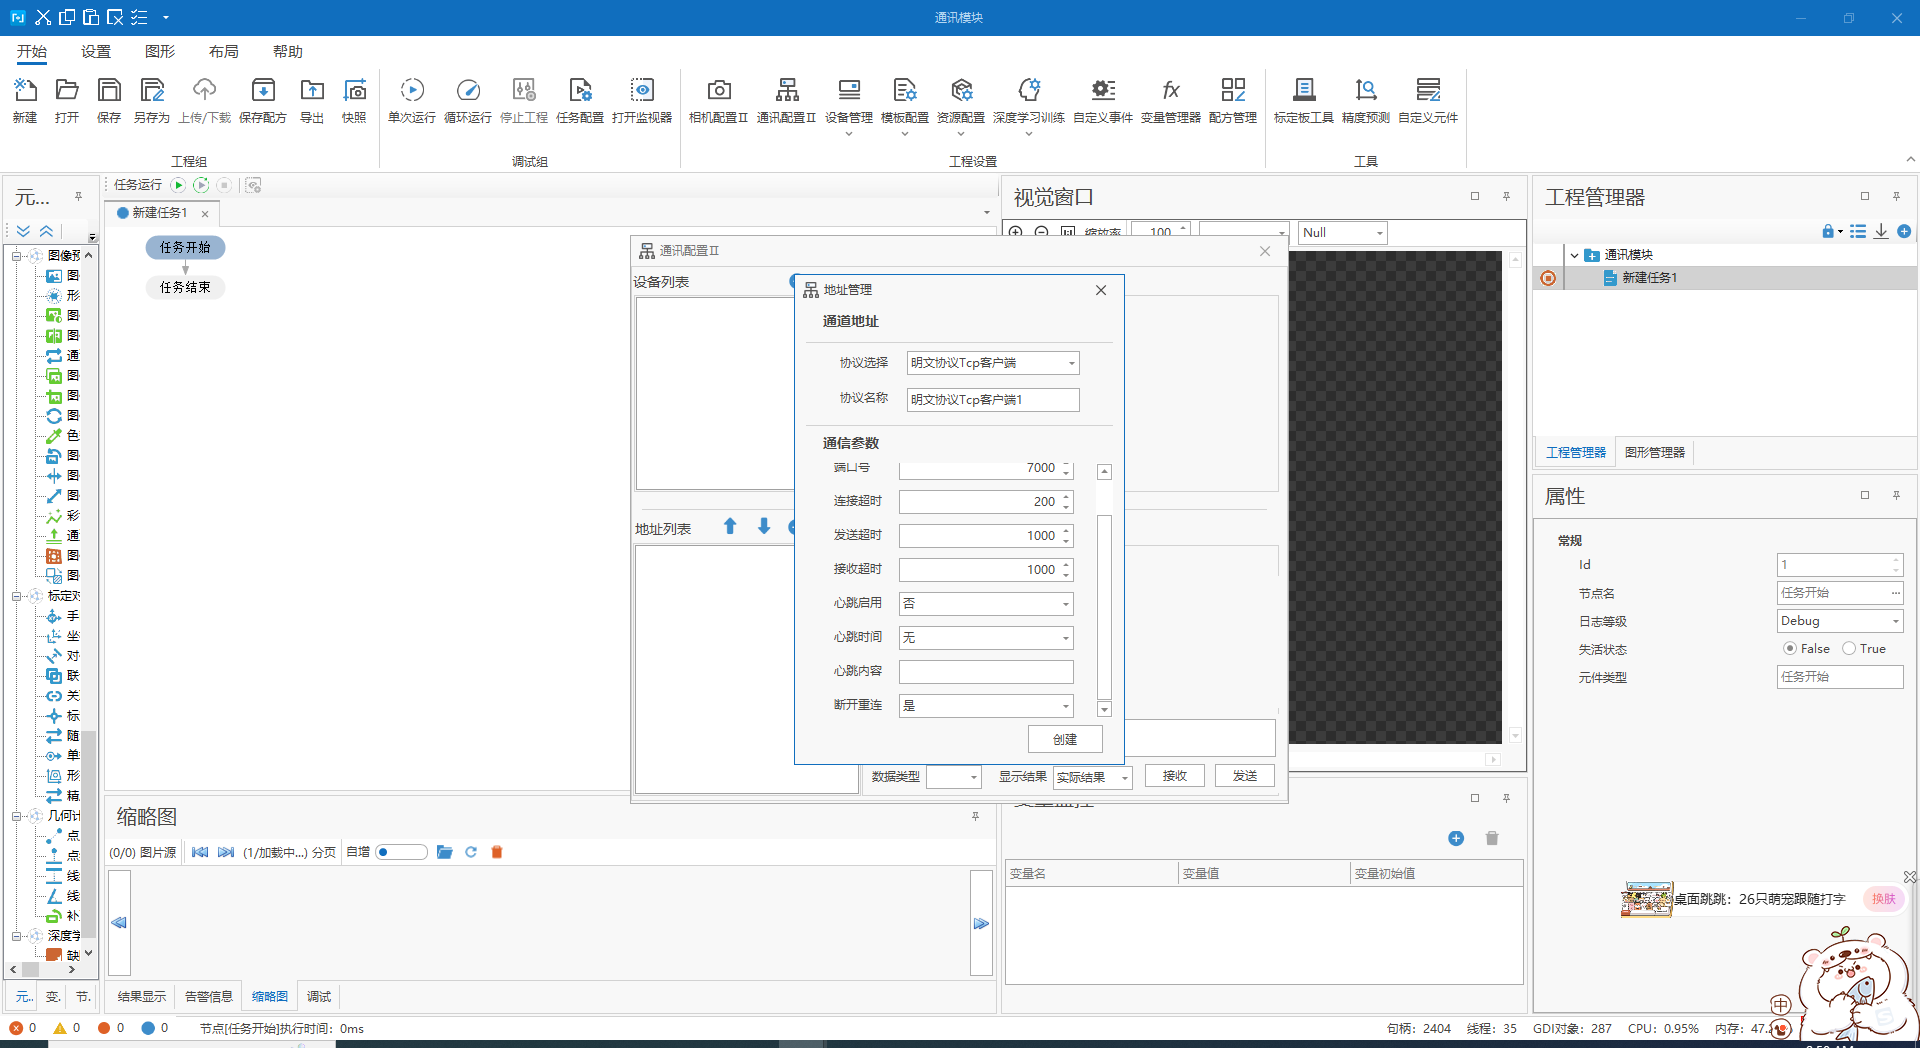 通讯模块
开始 设置 图形 布局 帮助
新建 打开 保存 另存为 上传/下载 保存配方 导出 快照 单次运行 循环运行 停止工程 任务配置 打开监视器 相机配置II 通讯配置II 设备管理 模板配置 资源配置 深度学习训练 自定义事件 变量管理器 配方管理 标定板工具 精度预测 自定义元件
工程组 调试组 工程设置 工具
元...
任务运行
新建任务1
任务开始
任务结束
图像预
图
形
图
图
通
图
图
图
色
图
图
图
彩
通
图
图
标定对
手
坐
对
联
关
标
随
单
形
精
几何计
点
点
线
线
补
深度学
缺
元.. 变. 节.
视觉窗口
缩放率 100 Null
通讯配置II
设备列表
地址列表
数据类型 显示结果 实际结果 接收 发送
地址管理
通道地址
协议选择 明文协议Tcp客户端
协议名称 明文协议Tcp客户端1
通信参数
端口号 7000
连接超时 200
发送超时 1000
接收超时 1000
心跳启用 否
心跳时间 无
心跳内容
断开重连 是
创建
工程管理器
通讯模块
新建任务1
工程管理器 图形管理器
属性
常规
Id 1
节点名 任务开始 ...
日志等级 Debug
失活状态 False True
元件类型 任务开始
缩略图
(0/0) 图片源 (1/加载中...) 分页 自增
结果显示 告警信息 缩略图 调试
变量监控
变量名 变量值 变量初始值
桌面跳跳：26只萌宠跟随打字 换肤
中
0 0 0 0 节点[任务开始]执行时间：0ms
句柄：2404 线程：35 GDI对象：287 CPU：0.95% 内存：47.